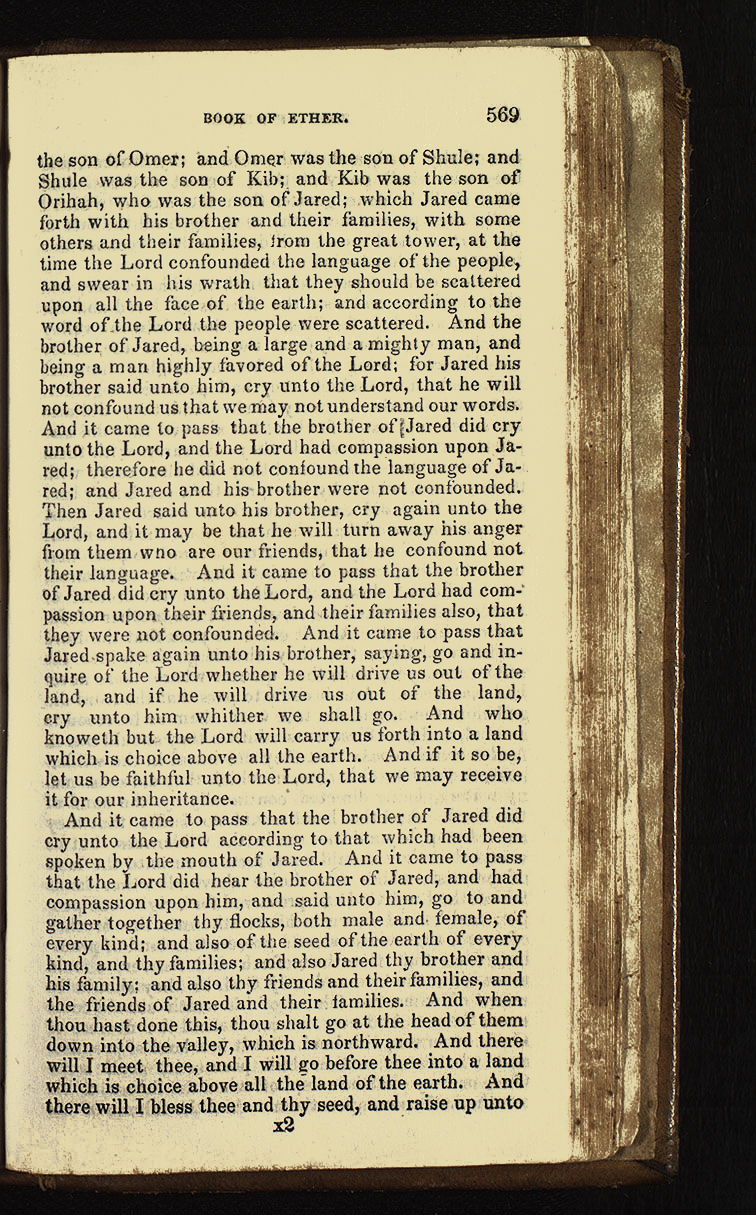 BOOK OF ETHER. 569
the son of Omer; and Omer was the son of Shule; and
Shule was the son of Kib; and Kib was the son of
Orihah, who was the son of Jared; which Jared came
forth with his brother and their families, with some
others and their families, from the great tower, at the
time the Lord confounded the language of the people,
and swear in his wrath that they should be scattered
upon all the face of the earth; and according to the
word of the Lord the people were scattered. And the
brother of Jared, being a large and a mighty man, and
being a man highly favored of the Lord; for Jared his
brother said unto him, cry unto the Lord, that he will
not confound us that we may not understand our words.
And it came to pass that the brother of Jared did cry
unto the Lord, and the Lord had compassion upon Ja-
red; therefore he did not confound the language of Ja-
red; and Jared and his brother were not confounded.
Then Jared said unto his brother, cry again unto the
Lord, and it may be that he will turn away his anger
from them who are our friends, that he confound not
their language. And it came to pass that the brother
of Jared did cry unto the Lord, and the Lord had com-
passion upon their friends, and their families also, that
they were not confounded. And it came to pass that
Jared spake again unto his brother, saying, go and in-
quire of the Lord whether he will drive us out of the
land, and if he will drive us out of the land,
cry unto him whither we shall go. And who
knoweth but the Lord will carry us forth into a land
which is choice above all the earth. And if it so be,
let us be faithful unto the Lord, that we may receive
it for our inheritance.
And it came to pass that the brother of Jared did
cry unto the Lord according to that which had been
spoken by the mouth of Jared. And it came to pass
that the Lord did hear the brother of Jared, and had
compassion upon him, and said unto him, go to and
gather together thy flocks, both male and female, of
every kind; and also of the seed of the earth of every
kind, and thy families; and also Jared thy brother and
his family; and also thy friends and their families, and
the friends of Jared and their families. And when
thou hast done this, thou shalt go at the head of them
down into the valley, which is northward. And there
will I meet thee, and I will go before thee into a land
which is choice above all the land of the earth. And
there will I bless thee and thy seed, and raise up unto
x2